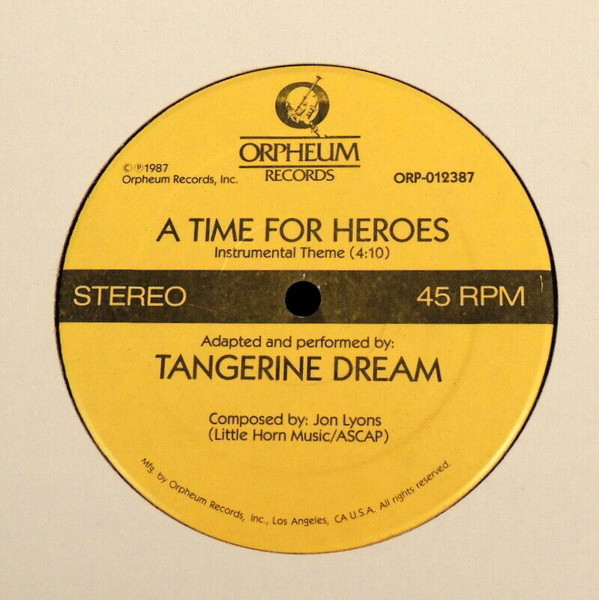 ORPHEUM
RECORDS
© ℗1987
Orpheum Records, Inc.
ORP-012387
A TIME FOR HEROES
Instrumental Theme (4:10)
STEREO
45 RPM
Adapted and performed by:
TANGERINE DREAM
Composed by: Jon Lyons
(Little Horn Music/ASCAP)
Mfg. by Orpheum Records, Inc., Los Angeles, CA U.S.A. All rights reserved.